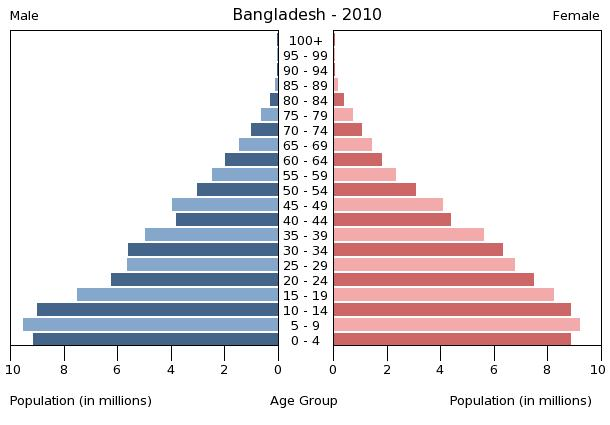 Male Bangladesh - 2010 Female
100+
95 - 99
90 - 94
85 - 89
80 - 84
75 - 79
70 - 74
65 - 69
60 - 64
55 - 59
50 - 54
45 - 49
40 - 44
35 - 39
30 - 34
25 - 29
20 - 24
15 - 19
10 - 14
5 - 9
0 - 4
10 8 6 4 2 0 0 2 4 6 8 10
Population (in millions) Age Group Population (in millions)